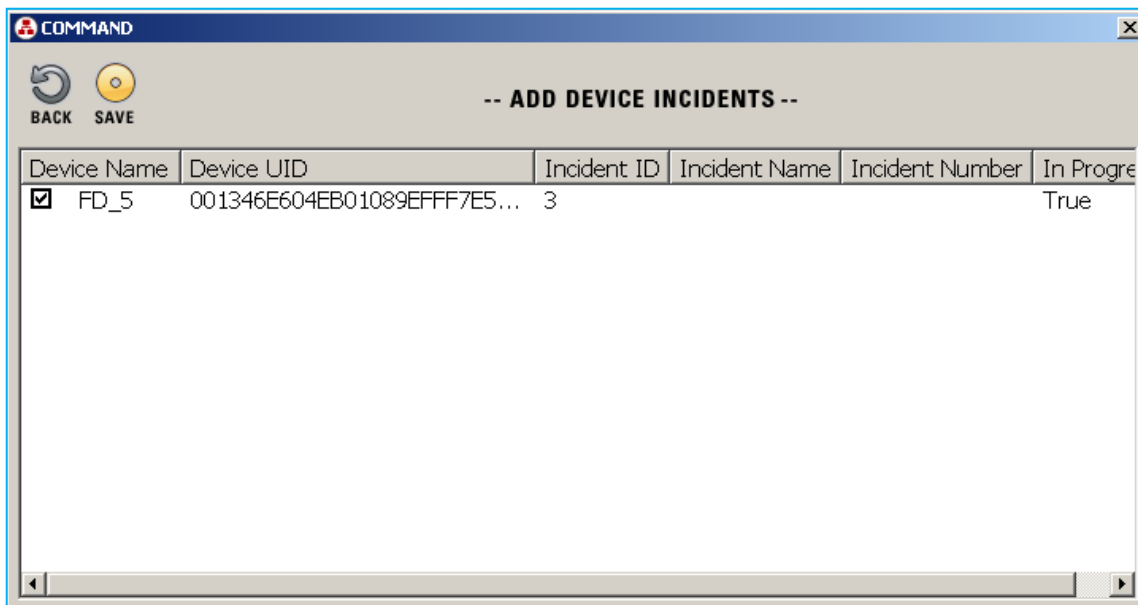 COMMAND
-- ADD DEVICE INCIDENTS --
BACK SAVE
Device Name Device UID Incident ID Incident Name Incident Number In Progre
FD_5 001346E604EB01089EFFF7E5... 3 True